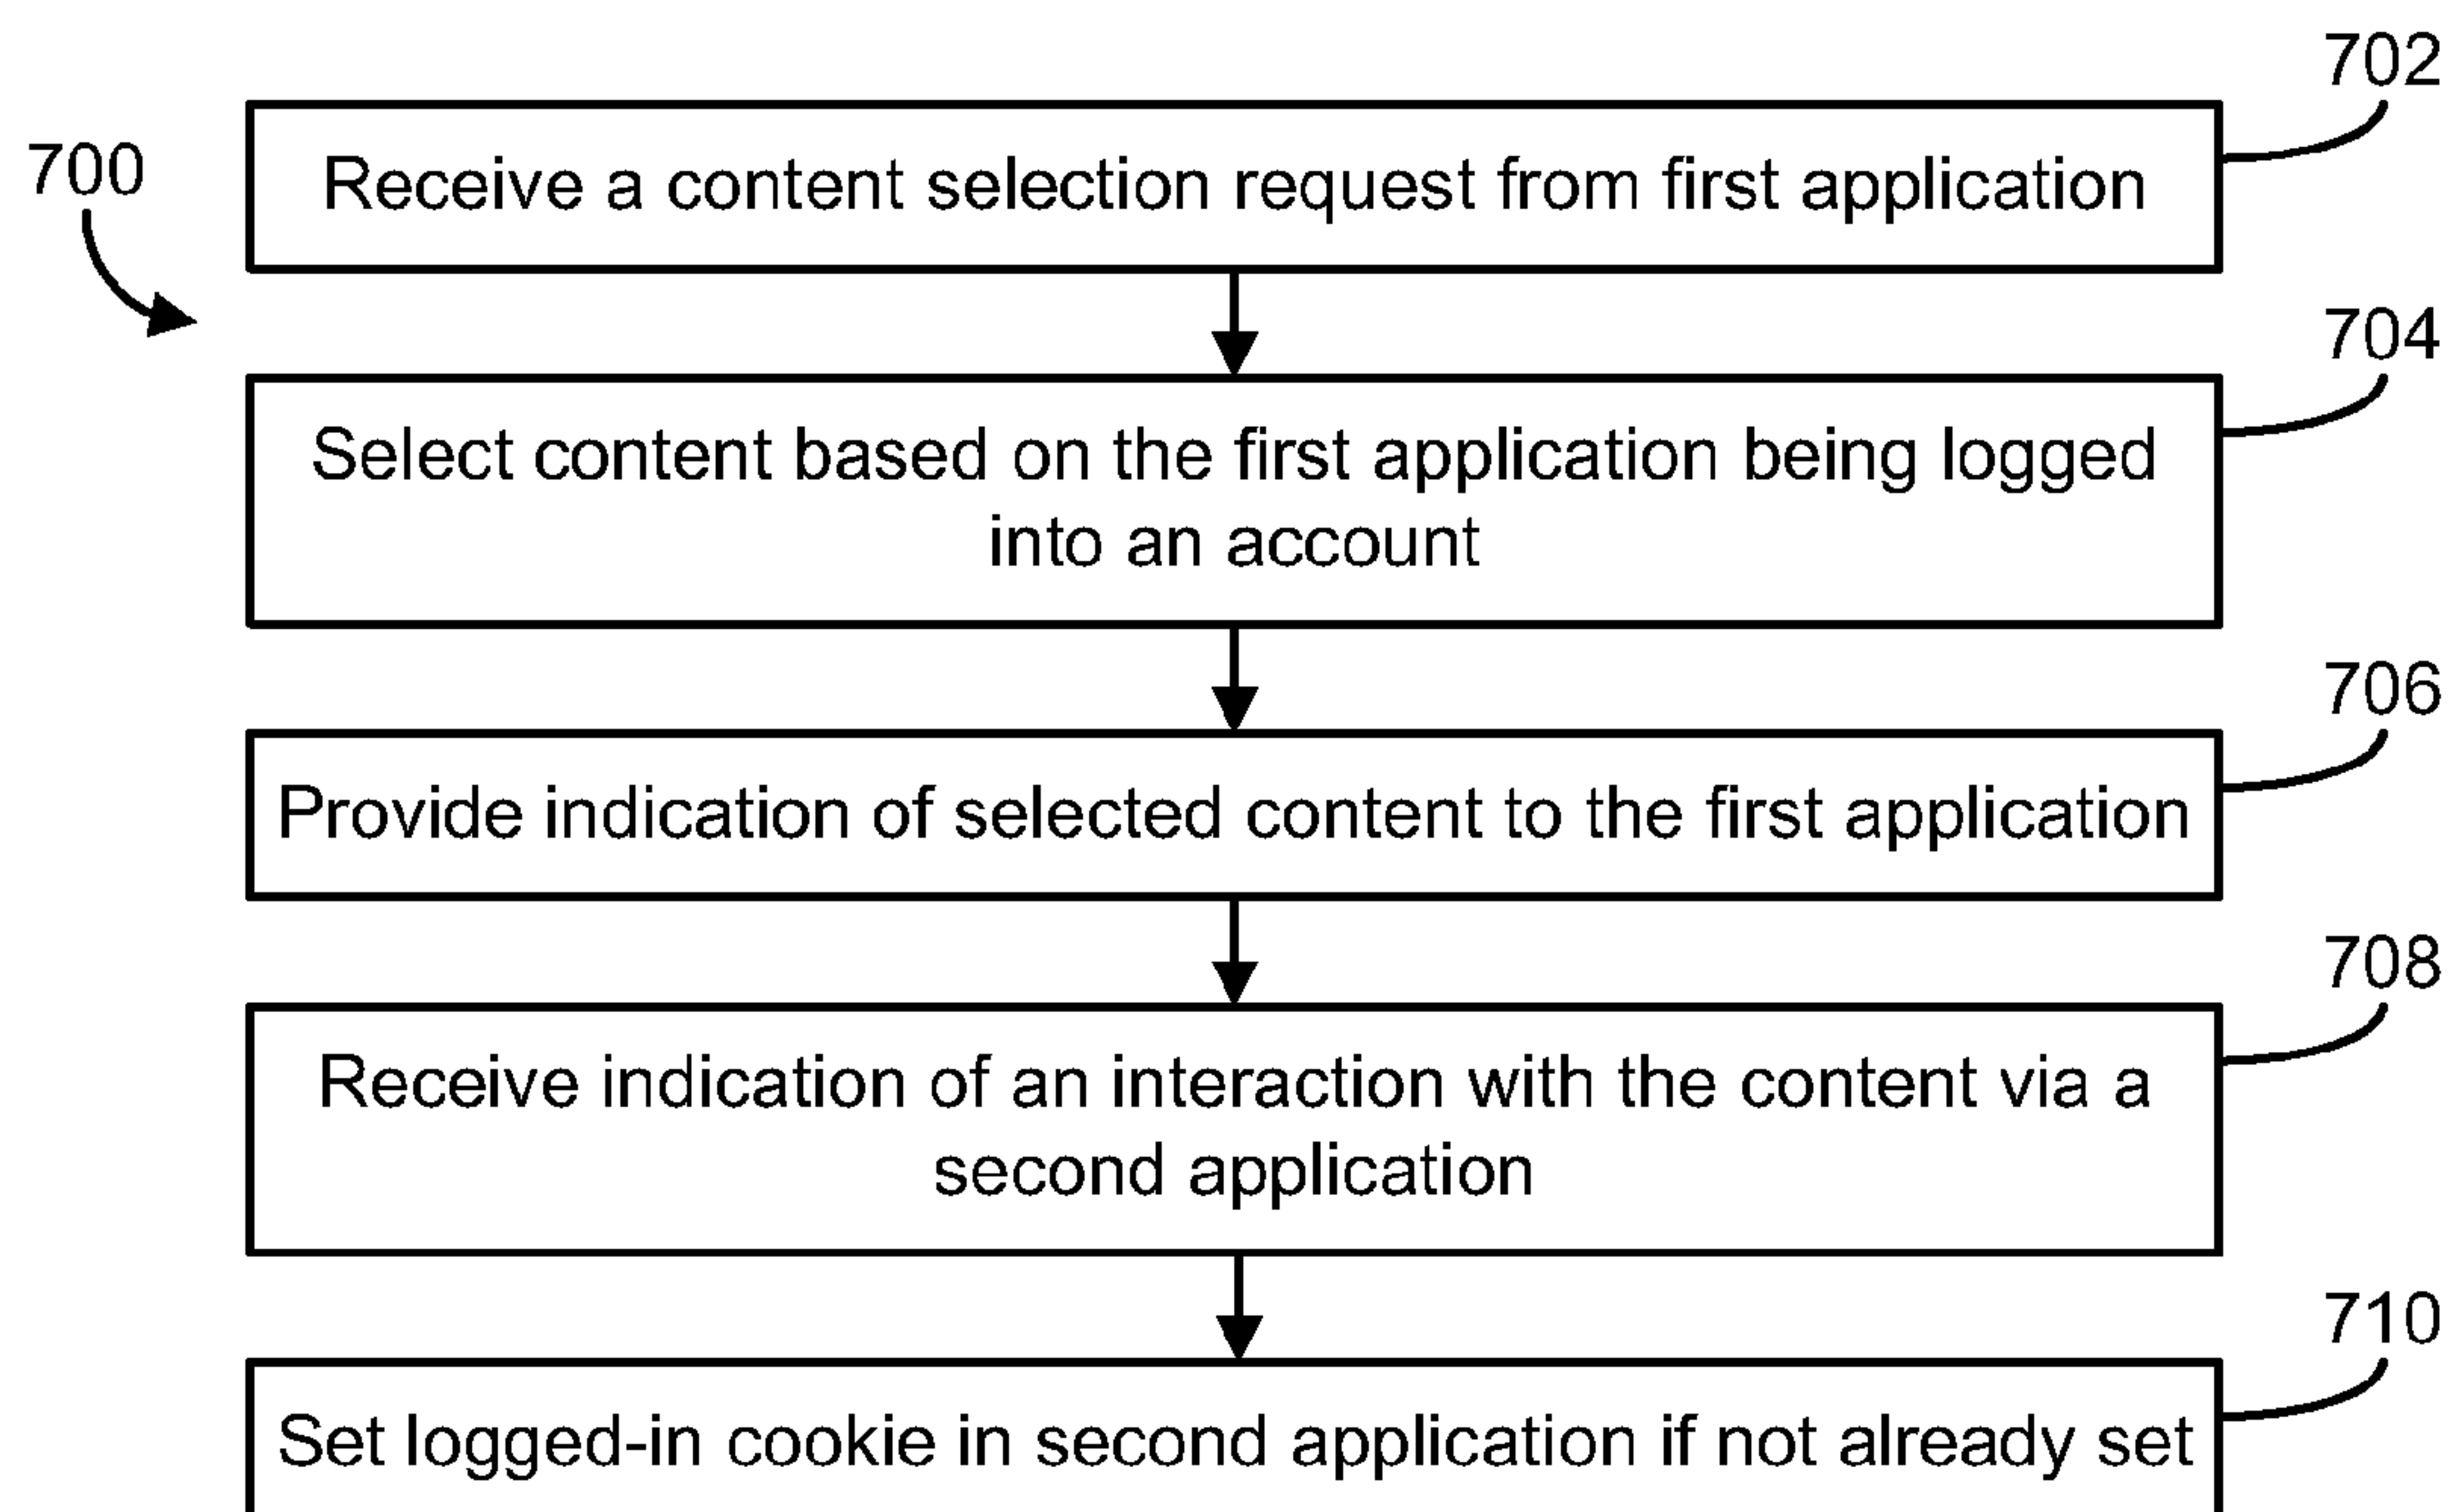 702
700
Receive a content selection request from first application
704
Select content based on the first application being logged
into an account
706
Provide indication of selected content to the first application
708
Receive indication of an interaction with the content via a
second application
710
Set logged-in cookie in second application if not already set